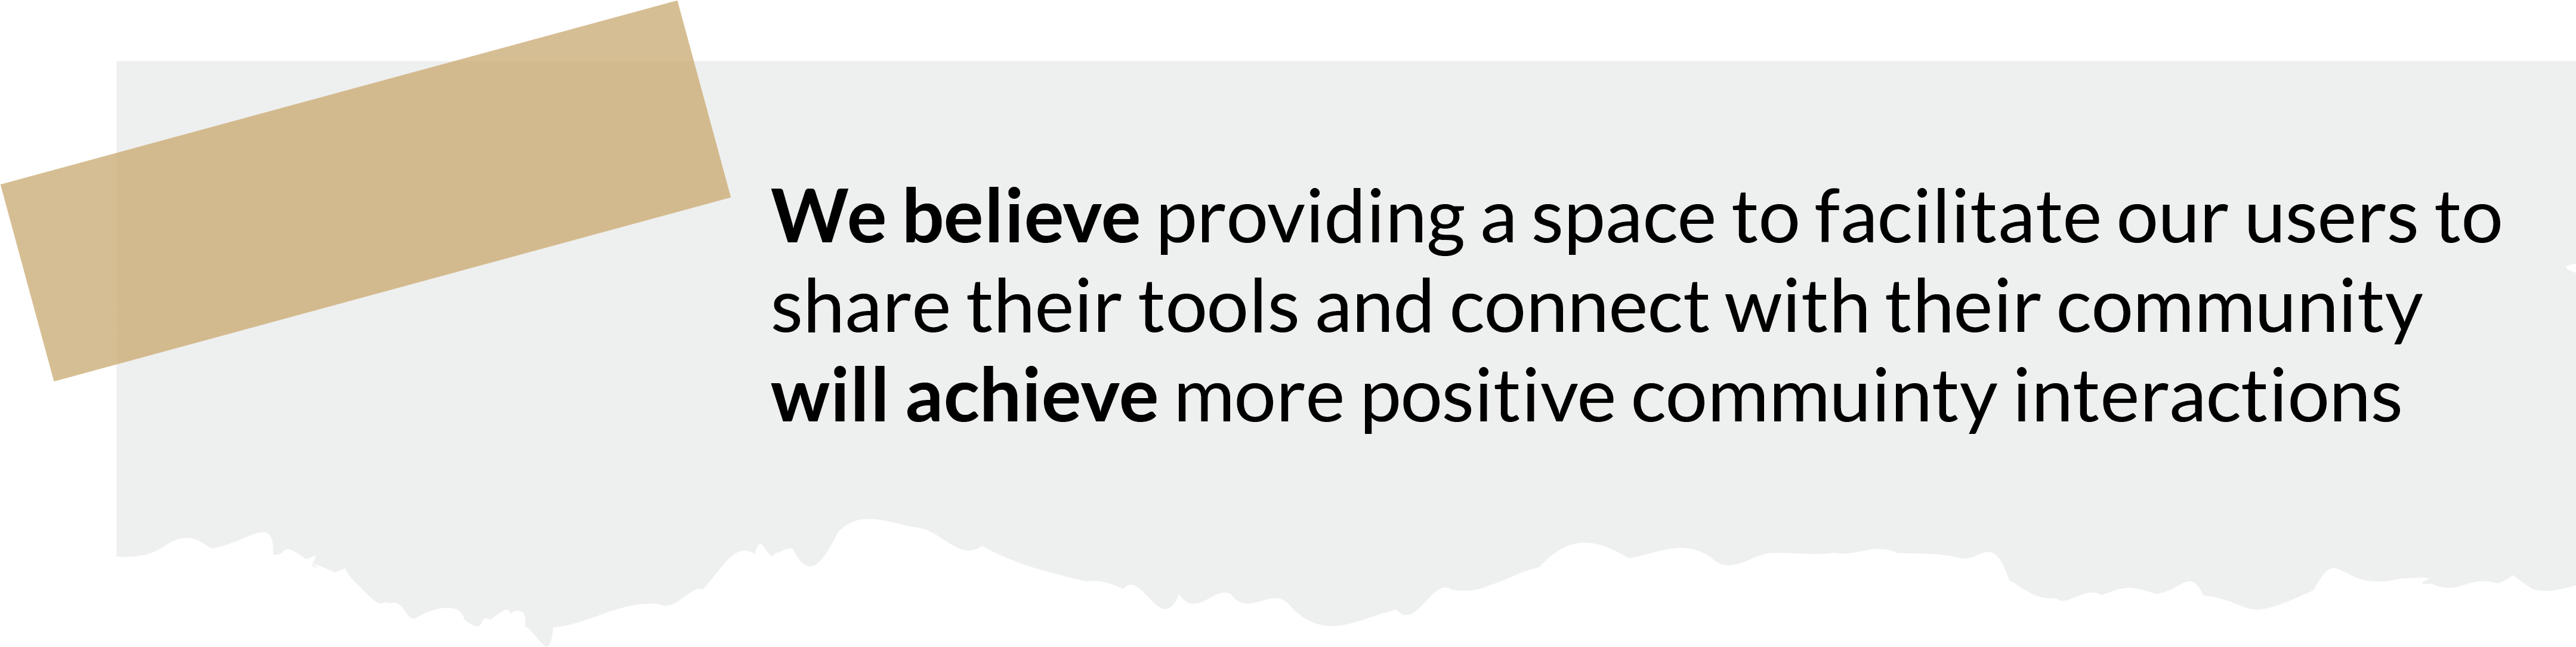 We believe providing a space to facilitate our users to
share their tools and connect with their community
will achieve more positive commuinty interactions